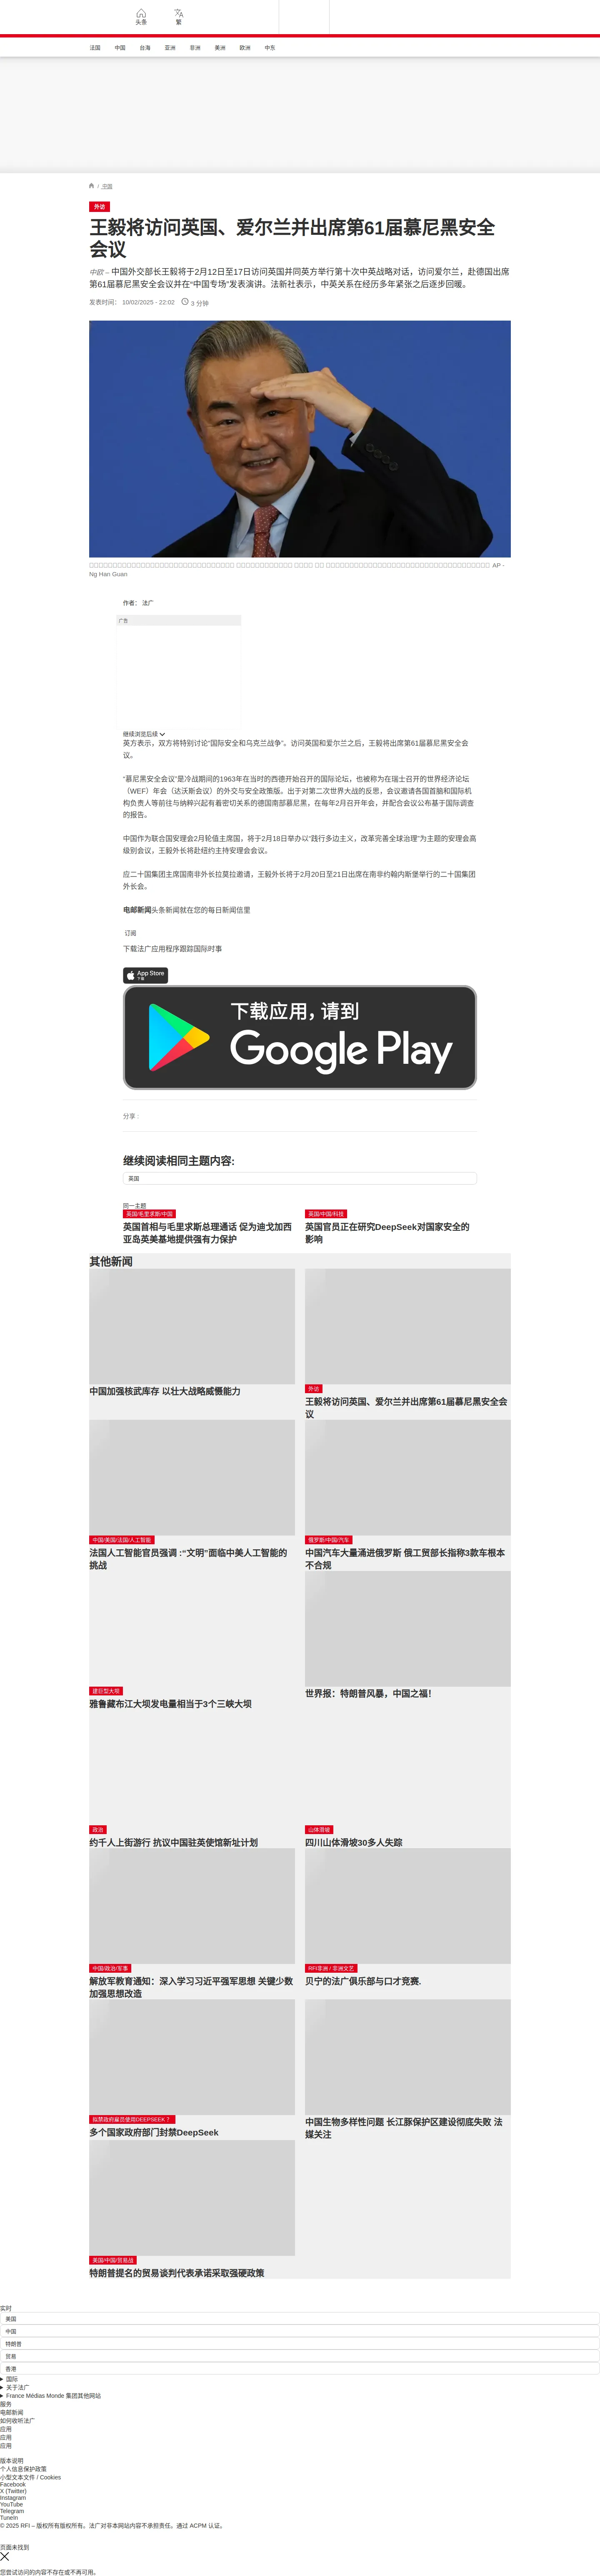 头条
繁
法国
中国
台海
亚洲
非洲
美洲
欧洲
中东
/ 中国
外访
王毅将访问英国、爱尔兰并出席第61届慕尼黑安全
会议
中欧 – 中国外交部长王毅将于2月12日至17日访问英国并同英方举行第十次中英战略对话，访问爱尔兰，赴德国出席
第61届慕尼黑安全会议并在“中国专场”发表演讲。法新社表示，中英关系在经历多年紧张之后逐步回暖。
发表时间： 10/02/2025 - 22:02
3 分钟
AP -
Ng Han Guan
作者： 法广
广告
继续浏览后续
英方表示，双方将特别讨论“国际安全和乌克兰战争”。访问英国和爱尔兰之后，王毅将出席第61届慕尼黑安全会
议。
“慕尼黑安全会议”是冷战期间的1963年在当时的西德开始召开的国际论坛，也被称为在瑞士召开的世界经济论坛
（WEF）年会（达沃斯会议）的外交与安全政策版。出于对第二次世界大战的反思，会议邀请各国首脑和国际机
构负责人等前往与纳粹兴起有着密切关系的德国南部慕尼黑，在每年2月召开年会，并配合会议公布基于国际调查
的报告。
中国作为联合国安理会2月轮值主席国，将于2月18日举办以“践行多边主义，改革完善全球治理”为主题的安理会高
级别会议，王毅外长将赴纽约主持安理会会议。
应二十国集团主席国南非外长拉莫拉邀请，王毅外长将于2月20日至21日出席在南非约翰内斯堡举行的二十国集团
外长会。
电邮新闻头条新闻就在您的每日新闻信里
订阅
下载法广应用程序跟踪国际时事
App Store
下载
下载应用，请到
Google Play
分享 :
继续阅读相同主题内容:
英国
同一主题
英国/毛里求斯/中国
英国首相与毛里求斯总理通话 促为迪戈加西
亚岛英美基地提供强有力保护
英国/中国/科技
英国官员正在研究DeepSeek对国家安全的
影响
其他新闻
中国加强核武库存 以壮大战略威慑能力
外访
王毅将访问英国、爱尔兰并出席第61届慕尼黑安全会
议
中国/美国/法国/人工智能
法国人工智能官员强调 :“文明”面临中美人工智能的
挑战
俄罗斯/中国/汽车
中国汽车大量涌进俄罗斯 俄工贸部长指称3款车根本
不合规
建巨型大坝
雅鲁藏布江大坝发电量相当于3个三峡大坝
世界报：特朗普风暴，中国之福！
政治
约千人上街游行 抗议中国驻英使馆新址计划
山体滑坡
四川山体滑坡30多人失踪
中国/政治/军事
解放军教育通知：深入学习习近平强军思想 关键少数
加强思想改造
RFI非洲 / 非洲文艺
贝宁的法广俱乐部与口才竞赛.
拟禁政府雇员使用DEEPSEEK ?
多个国家政府部门封禁DeepSeek
中国生物多样性问题 长江豚保护区建设彻底失败 法
媒关注
美国/中国/贸易战
特朗普提名的贸易谈判代表承诺采取强硬政策
实时
美国
中国
特朗普
贸易
香港
国际
关于法广
France Médias Monde 集团其他网站
服务
电邮新闻
如何收听法广
应用
应用
应用
版本说明
个人信息保护政策
小型文本文件 / Cookies
Facebook
X (Twitter)
Instagram
YouTube
Telegram
TuneIn
© 2025 RFI – 版权所有版权所有。法广对非本网站内容不承担责任。通过 ACPM 认证。
页面未找到
您尝试访问的内容不存在或不再可用。